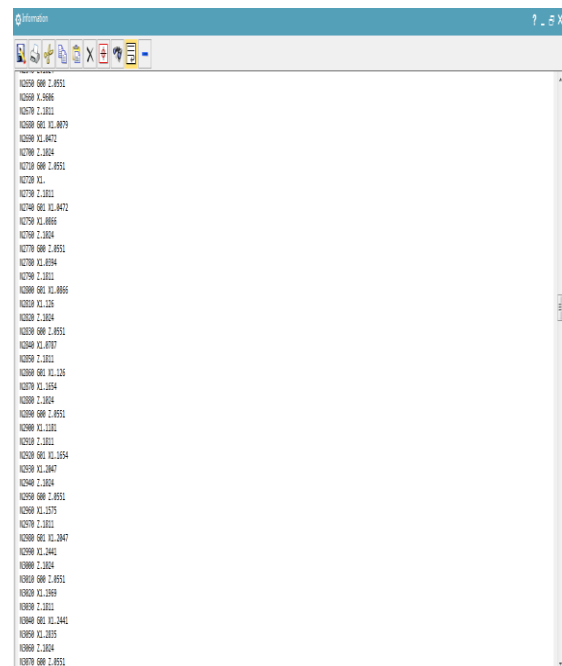 Information
N2650 G00 Z.0551
N2660 X.9606
N2670 Z.1811
N2680 G01 X1.0079
N2690 X1.0472
N2700 Z.1024
N2710 G00 Z.0551
N2720 X1.
N2730 Z.1811
N2740 G01 X1.0472
N2750 X1.0866
N2760 Z.1024
N2770 G00 Z.0551
N2780 X1.0394
N2790 Z.1811
N2800 G01 X1.0866
N2810 X1.126
N2820 Z.1024
N2830 G00 Z.0551
N2840 X1.0787
N2850 Z.1811
N2860 G01 X1.126
N2870 X1.1654
N2880 Z.1024
N2890 G00 Z.0551
N2900 X1.1181
N2910 Z.1811
N2920 G01 X1.1654
N2930 X1.2047
N2940 Z.1024
N2950 G00 Z.0551
N2960 X1.1575
N2970 Z.1811
N2980 G01 X1.2047
N2990 X1.2441
N3000 Z.1024
N3010 G00 Z.0551
N3020 X1.1969
N3030 Z.1811
N3040 G01 X1.2441
N3050 X1.2835
N3060 Z.1024
N3070 G00 Z.0551